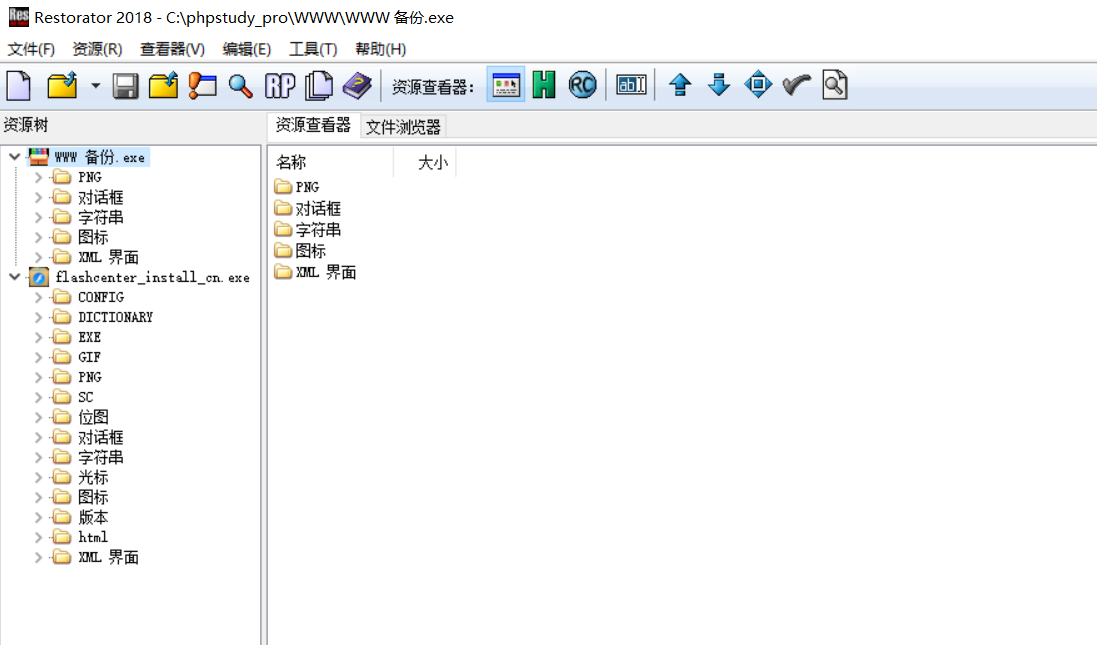 Restorator 2018 - C:\phpstudy_pro\WWW\WWW 备份.exe
文件(F) 资源(R) 查看器(V) 编辑(E) 工具(T) 帮助(H)
RP 资源查看器: H RC abI
资源树
资源查看器 文件浏览器
WWW 备份.exe
PNG
对话框
字符串
图标
XML 界面
flashcenter_install_cn.exe
CONFIG
DICTIONARY
EXE
GIF
PNG
SC
位图
对话框
字符串
光标
图标
版本
html
XML 界面
名称 大小
PNG
对话框
字符串
图标
XML 界面